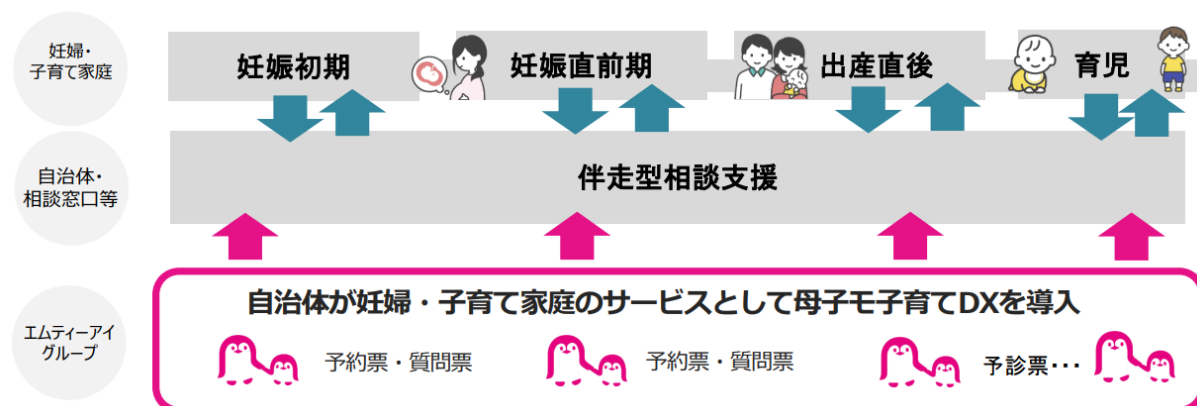 妊婦・
子育て家庭
妊娠初期
妊娠直前期
出産直後
育児
自治体・
相談窓口等
伴走型相談支援
エムティーアイ
グループ
自治体が妊婦・子育て家庭のサービスとして母子モ子育てDXを導入
予約票・質問票
予約票・質問票
予診票･･･